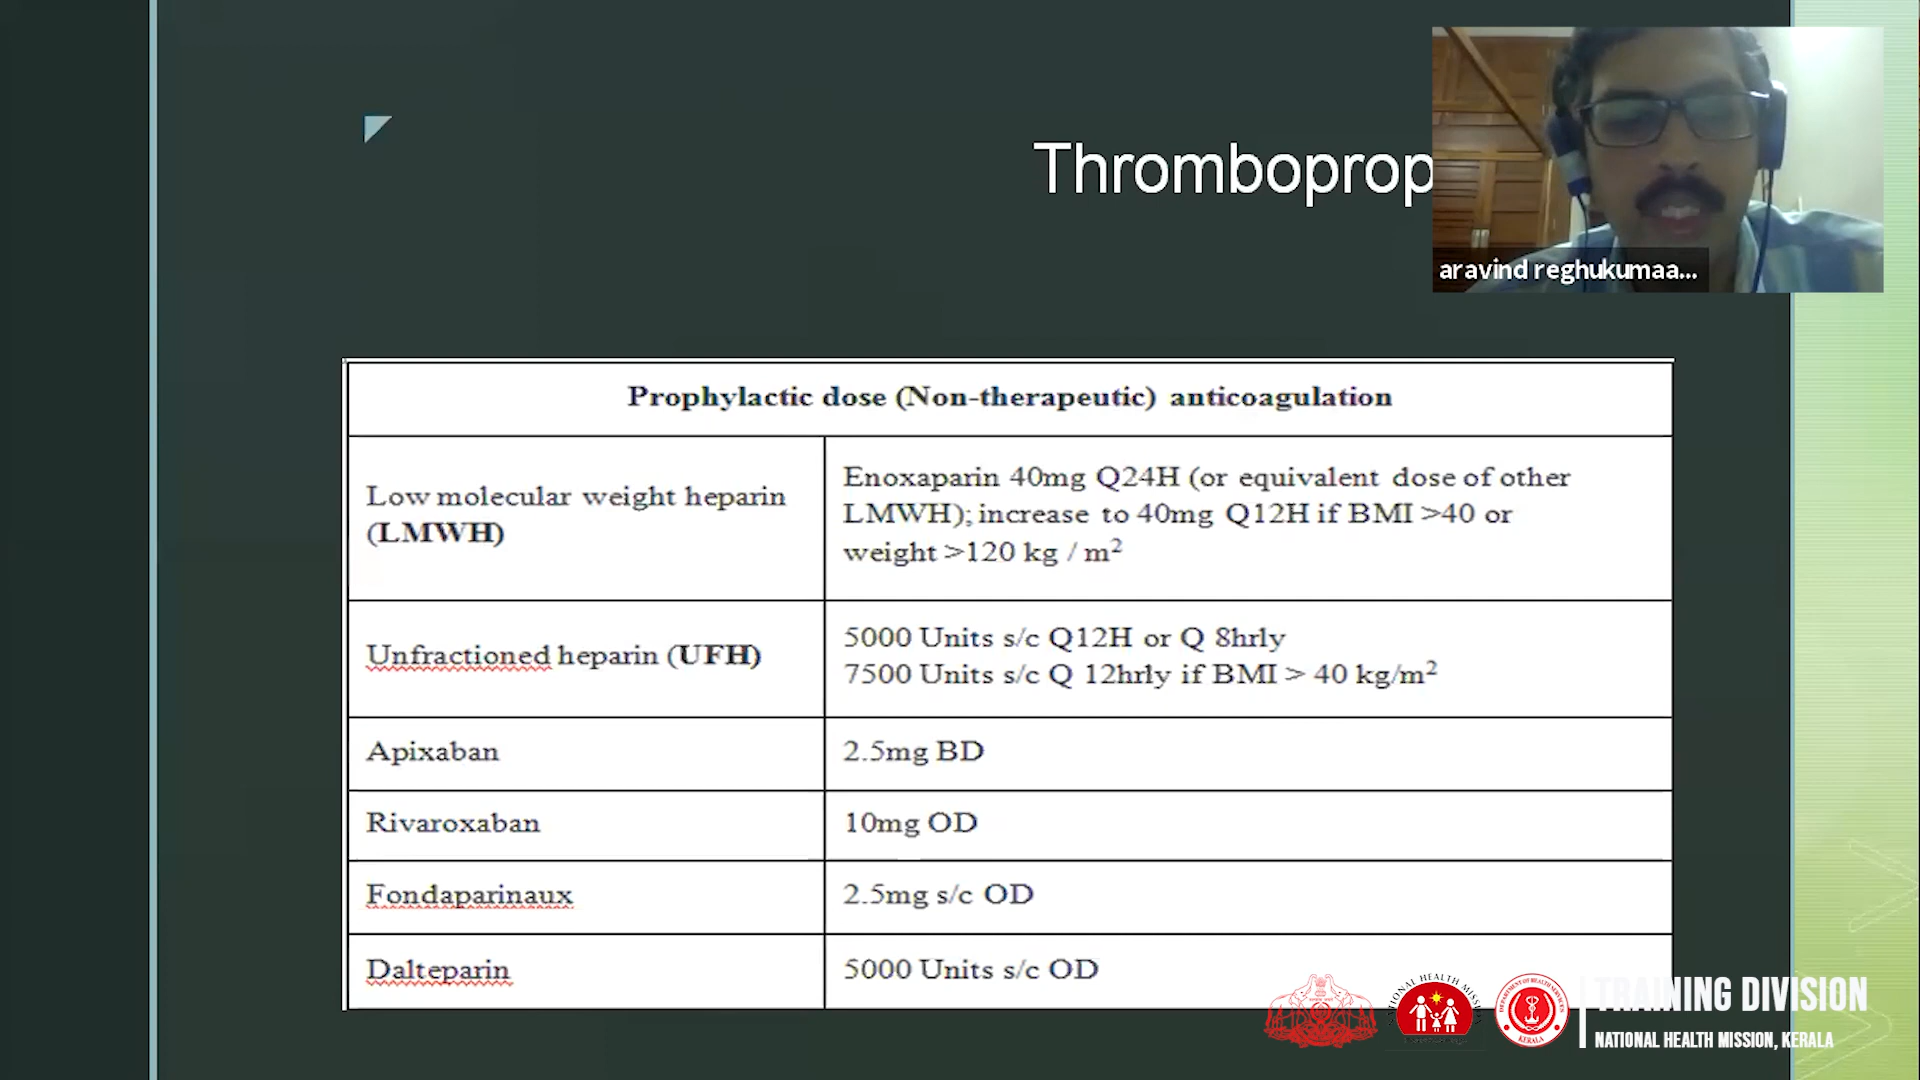 Thromboprop
aravind reghukumaa...
Prophylactic dose (Non-therapeutic) anticoagulation
Low molecular weight heparin
(LMWH)
Enoxaparin 40mg Q24H (or equivalent dose of other
LMWH); increase to 40mg Q12H if BMI >40 or
weight >120 kg / m²
Unfractioned heparin (UFH)
5000 Units s/c Q12H or Q 8hrly
7500 Units s/c Q 12hrly if BMI > 40 kg/m²
Apixaban
2.5mg BD
Rivaroxaban
10mg OD
Fondaparinaux
2.5mg s/c OD
Dalteparin
5000 Units s/c OD
TRAINING DIVISION
NATIONAL HEALTH MISSION, KERALA